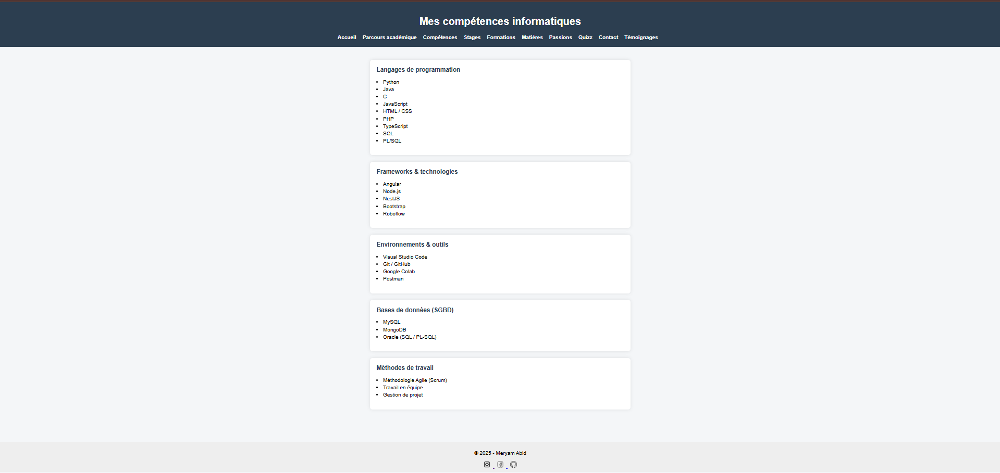 Mes compétences informatiques
Accueil Parcours académique Compétences Stages Formations Matières Passions Quizz Contact Témoignages
Langages de programmation
Python
Java
C
JavaScript
HTML / CSS
PHP
TypeScript
SQL
PL/SQL
Frameworks & technologies
Angular
Node.js
NestJS
Bootstrap
Roboflow
Environnements & outils
Visual Studio Code
Git / GitHub
Google Colab
Postman
Bases de données (SGBD)
MySQL
MongoDB
Oracle (SQL / PL-SQL)
Méthodes de travail
Méthodologie Agile (Scrum)
Travail en équipe
Gestion de projet
© 2025 - Meryam Abid